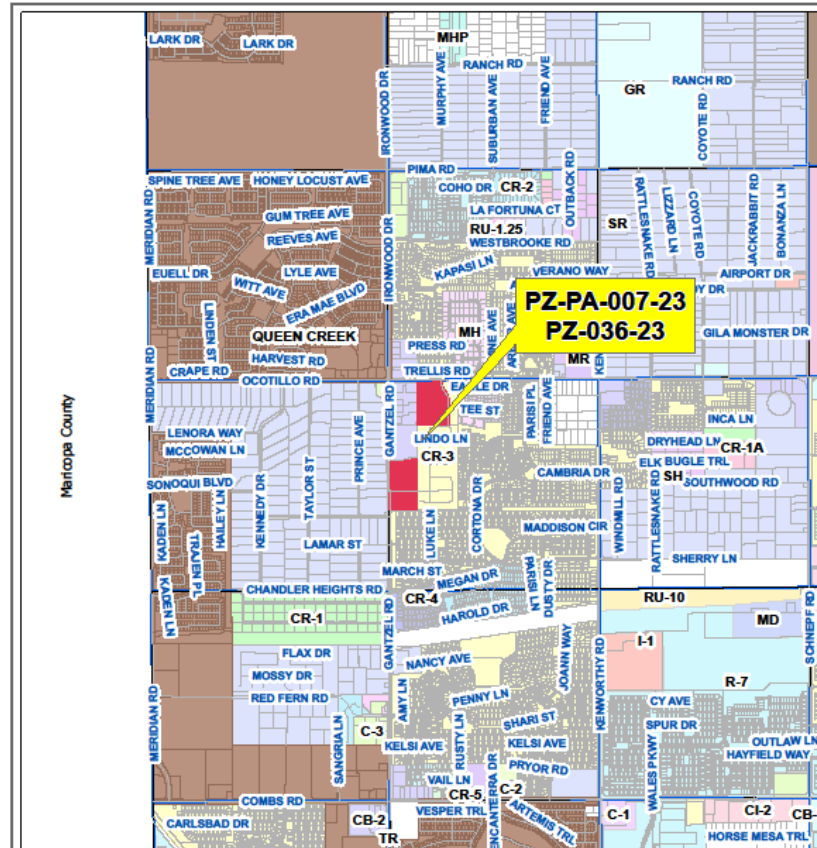 LARK DR
LARK DR
MHP
RANCH RD
IRONWOOD DR
MURPHY AVE
SUBURBAN AVE
FRIEND AVE
GR
RANCH RD
COYOTE RD
PIMA RD
SPINE TREE AVE
HONEY LOCUST AVE
COHO DR
CR-2
OUTBACK RD
GUM TREE AVE
LA FORTUNA CT
MERIDIAN RD
REEVES AVE
RU-1.25
WESTBROOKE RD
IRONWOOD DR
SR
RATTLESNAKE RD
LIZZARD LN
COYOTE RD
JACKRABBIT RD
BONANZA LN
EUELL DR
LYLE AVE
KAPASI LN
VERANO WAY
AIRPORT DR
WITT AVE
ERA MAE BLVD
PZ-PA-007-23
PZ-036-23
LINDEN ST
QUEEN CREEK
MH
PRESS RD
GILA MONSTER DR
HARVEST RD
MR
CRAPE RD
OCOTILLO RD
TRELLIS RD
MERIDIAN RD
GANTZEL RD
EAGLE DR
TEE ST
PARISI PL
FRIEND AVE
INCA LN
LENORA WAY
MCCOWAN LN
PRINCE AVE
LINDO LN
CR-3
DRYHEAD LN
CR-1A
ELK BUGLE TRL
Maricopa County
SONOQUI BLVD
CAMBRIA DR
SH
SOUTHWOOD RD
KADEN LN
TRAJEN PL
HAILEY LN
KENNEDY DR
TAYLOR ST
LUKE LN
CORTONA DR
WINDMILL RD
RATTLESNAKE RD
MADDISON CIR
LAMAR ST
SHERRY LN
MARCH ST
MEGAN DR
PARISI LN
DUSTY DR
KADEN LN
CHANDLER HEIGHTS RD
CR-4
RU-10
CR-1
GANTZEL RD
HAROLD DR
MD
SCHNEPF RD
FLAX DR
NANCY AVE
JOANN WAY
KENWORTHY RD
I-1
MOSSY DR
R-7
MERIDIAN RD
RED FERN RD
AMY LN
PENNY LN
CY AVE
SANGRIA LN
C-3
SHARI ST
SPUR DR
KELSI AVE
RUSTY LN
KELSI AVE
WALES PKWY
OUTLAW LN
HAYFIELD WAY
VAIL LN
PRYOR RD
CR-5
C-2
COMBS RD
VESPER TRL
ENCANTERRA DR
ARTEMIS TRL
CARLSBAD DR
CB-2
TR
C-1
CI-2
CB-
HORSE MESA TRL